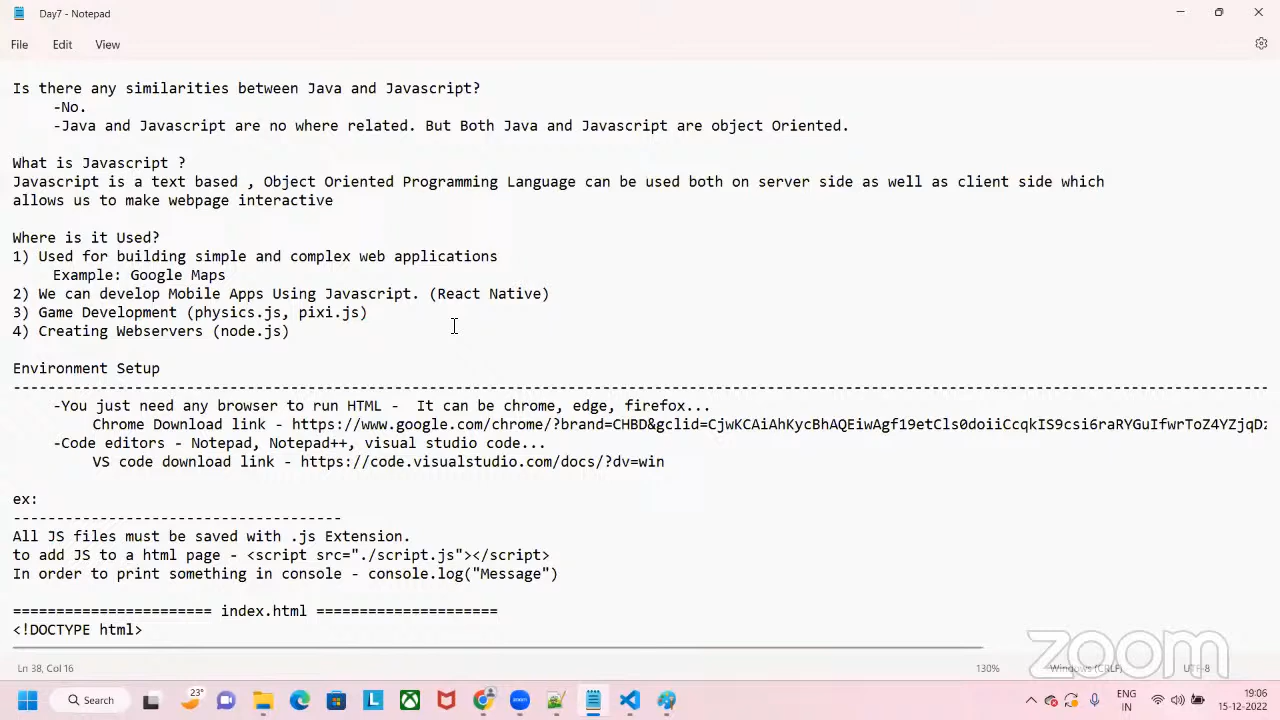 Day7 - Notepad
File Edit View
Is there any similarities between Java and Javascript?
-No.
-Java and Javascript are no where related. But Both Java and Javascript are object Oriented.
What is Javascript ?
Javascript is a text based , Object Oriented Programming Language can be used both on server side as well as client side which
allows us to make webpage interactive
Where is it Used?
1) Used for building simple and complex web applications
Example: Google Maps
2) We can develop Mobile Apps Using Javascript. (React Native)
3) Game Development (physics.js, pixi.js)
4) Creating Webservers (node.js)
Environment Setup
-----------------------------------------------------------------------------------------------------------------------------------------------
-You just need any browser to run HTML -  It can be chrome, edge, firefox...
Chrome Download link - https://www.google.com/chrome/?brand=CHBD&gclid=CjwKCAiAhKycBhAQEiwAgf19etCls0doiiCcqkIS9csi6raRYGuIfwrToZ4YZjqDz
-Code editors - Notepad, Notepad++, visual studio code...
VS code download link - https://code.visualstudio.com/docs/?dv=win
ex:
--------------------------------------
All JS files must be saved with .js Extension.
to add JS to a html page - <script src="./script.js"></script>
In order to print something in console - console.log("Message")
======================= index.html =====================
<!DOCTYPE html>
zoom
Ln 38, Col 16 130% Windows (CRLF) UTF-8
Search 23° zoom ENG IN 19:06 15-12-2022